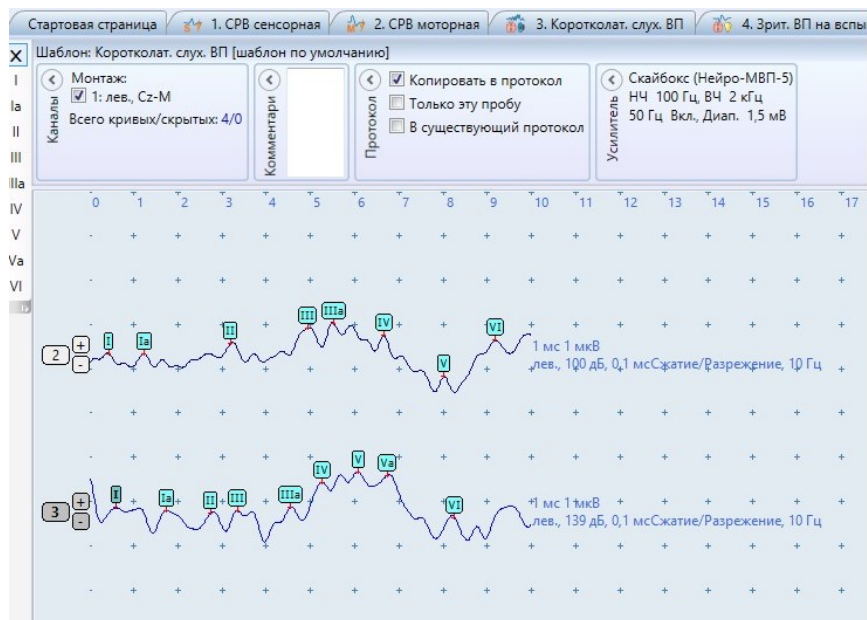 Стартовая страница
1. СРВ сенсорная
2. СРВ моторная
3. Коротколат. слух. ВП
4. Зрит. ВП на вспы
X
Шаблон: Коротколат. слух. ВП [шаблон по умолчанию]
Каналы
Монтаж:
1: лев., Cz-M
Всего кривых/скрытых: 4/0
Комментари
Протокол
Копировать в протокол
Только эту пробу
В существующий протокол
Усилитель
Скайбокс (Нейро-МВП-5)
НЧ 100 Гц, ВЧ 2 кГц
50 Гц Вкл., Диап. 1,5 мВ
I
Ia
II
III
IIIa
IV
V
Va
VI
0 1 2 3 4 5 6 7 8 9 10 11 12 13 14 15 16 17
I Ia II III IIIa IV V VI
2 + -
1 мс 1 мкВ
лев., 100 дБ, 0,1 мсСжатие/Разрежение, 10 Гц
I Ia II III IIIa IV V Va VI
3 + -
1 мс 1 мкВ
лев., 139 дБ, 0,1 мсСжатие/Разрежение, 10 Гц